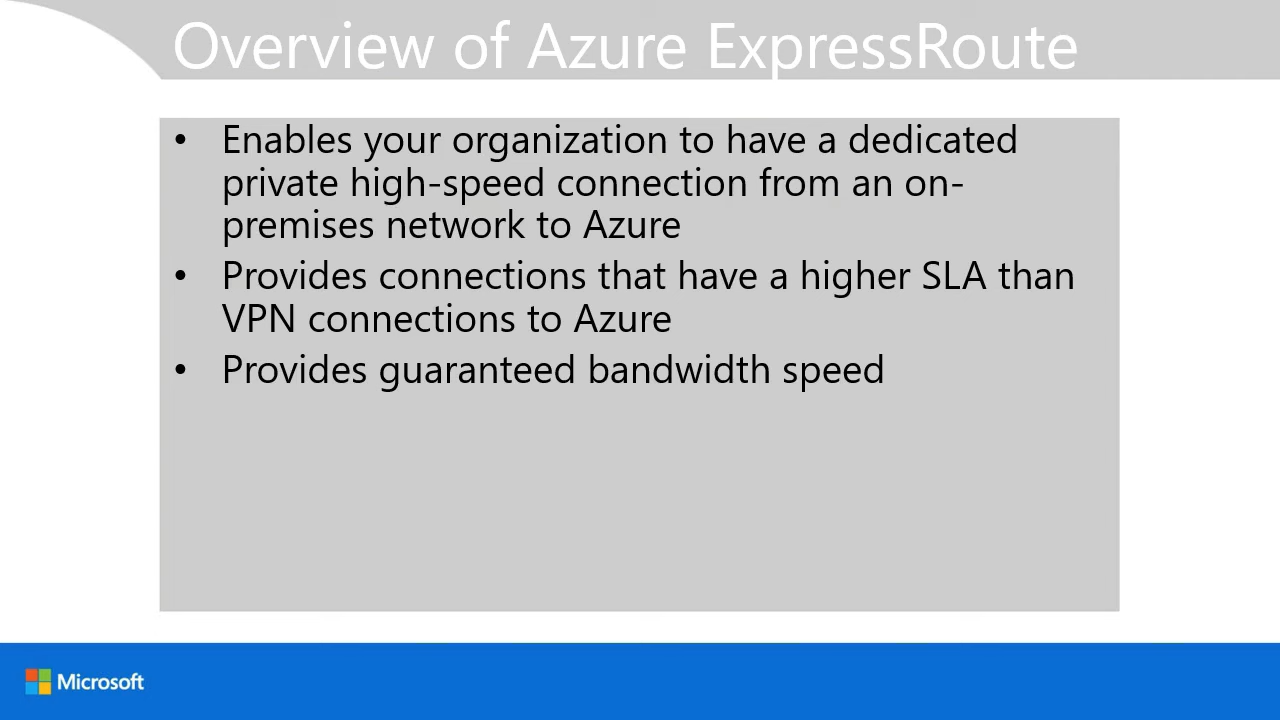 Overview of Azure ExpressRoute
• Enables your organization to have a dedicated
private high-speed connection from an on-
premises network to Azure
• Provides connections that have a higher SLA than
VPN connections to Azure
• Provides guaranteed bandwidth speed
Microsoft